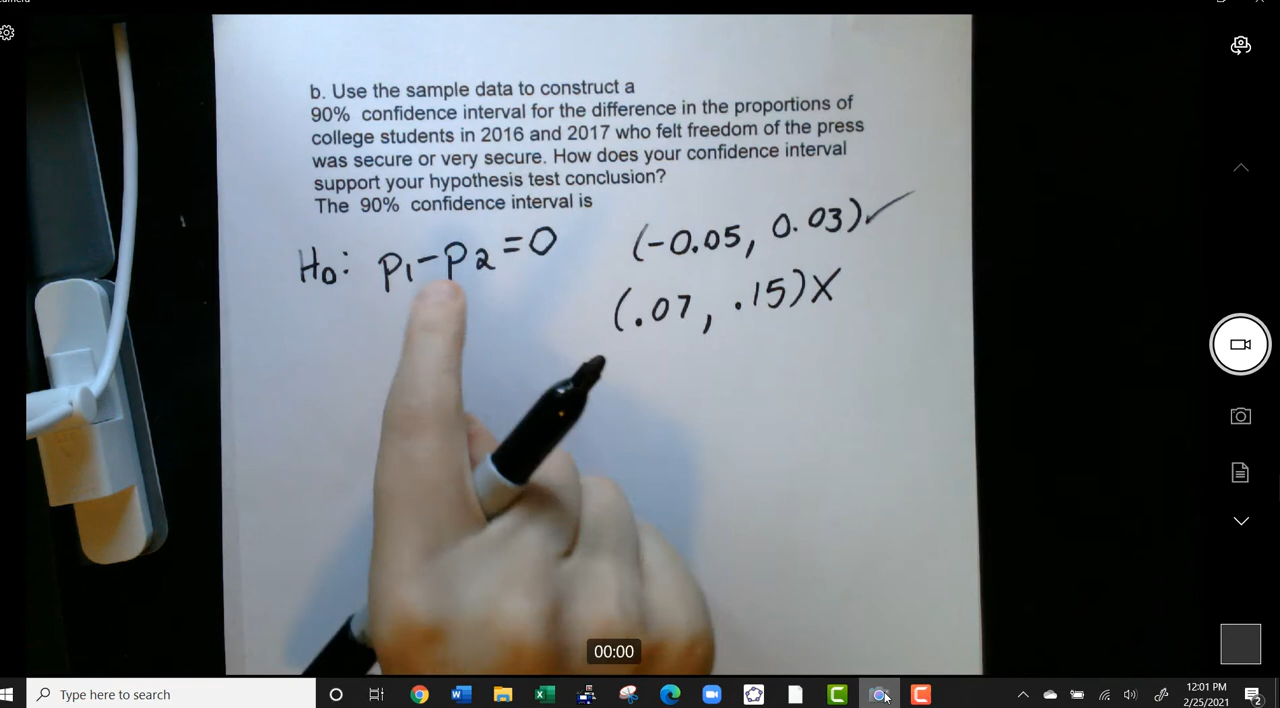 b. Use the sample data to construct a
90% confidence interval for the difference in the proportions of
college students in 2016 and 2017 who felt freedom of the press
was secure or very secure. How does your confidence interval
support your hypothesis test conclusion?
The 90% confidence interval is
H0: p1-p2=0
(-0.05, 0.03)✓
(.07, .15)X
00:00
Type here to search
12:01 PM
2/25/2021
2